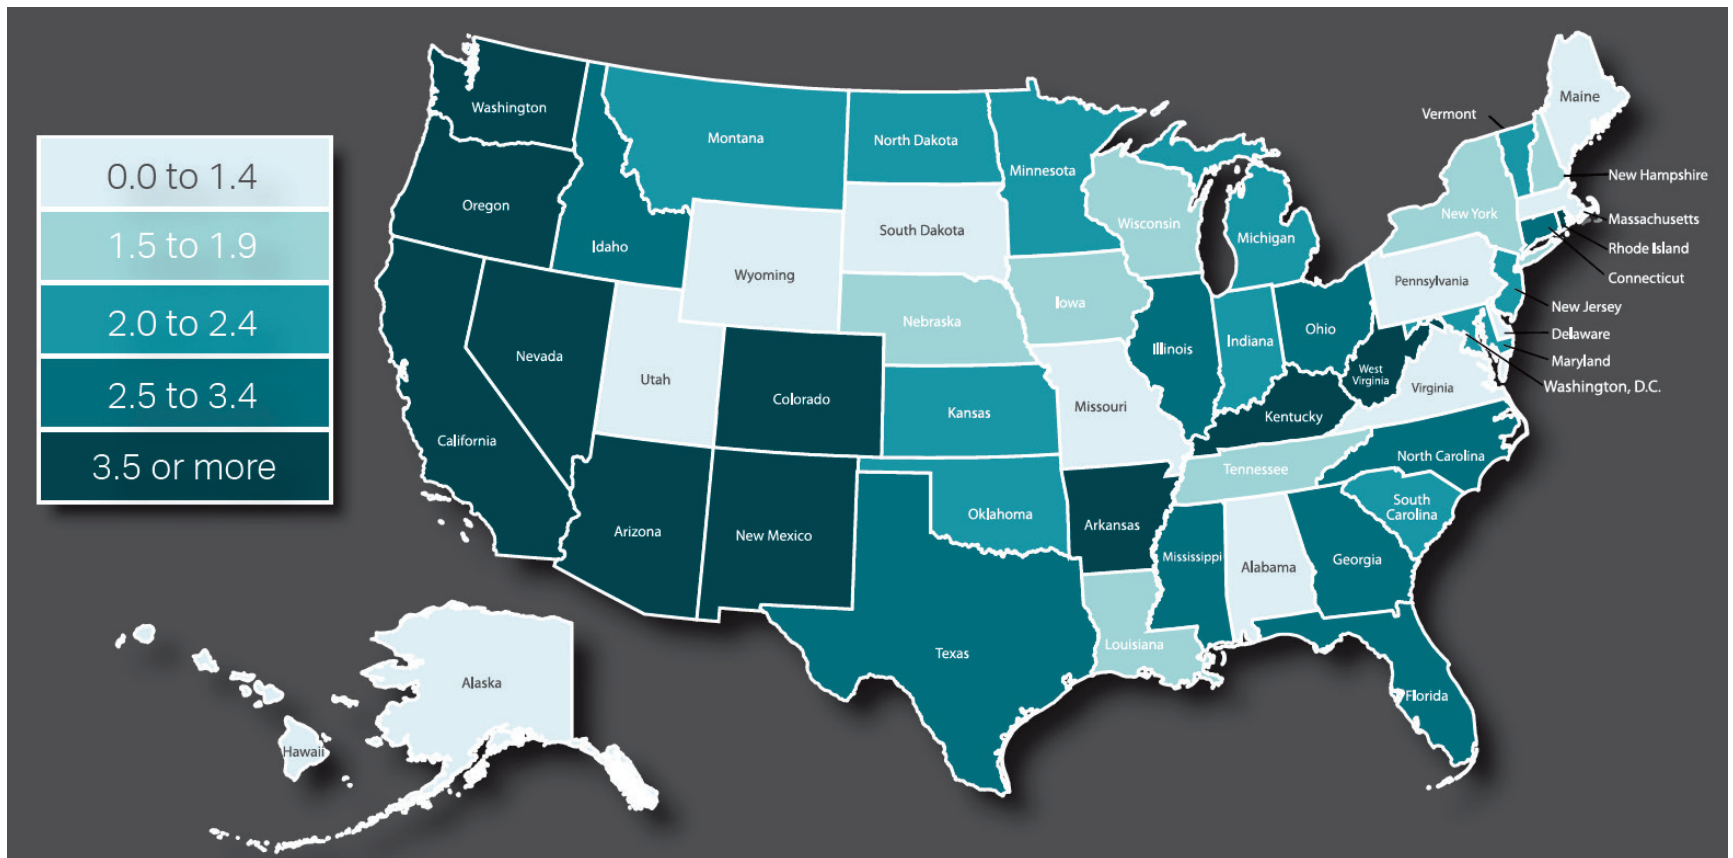 0.0 to 1.4
1.5 to 1.9
2.0 to 2.4
2.5 to 3.4
3.5 or more
Washington
Oregon
California
Nevada
Idaho
Montana
Wyoming
Utah
Arizona
Colorado
New Mexico
North Dakota
South Dakota
Nebraska
Kansas
Oklahoma
Texas
Minnesota
Iowa
Missouri
Arkansas
Louisiana
Wisconsin
Illinois
Michigan
Indiana
Ohio
Kentucky
Tennessee
Mississippi
Alabama
Georgia
Florida
South
Carolina
North Carolina
Virginia
West
Virginia
Pennsylvania
New York
Vermont
Maine
New Hampshire
Massachusetts
Rhode Island
Connecticut
New Jersey
Delaware
Maryland
Washington, D.C.
Alaska
Hawaii